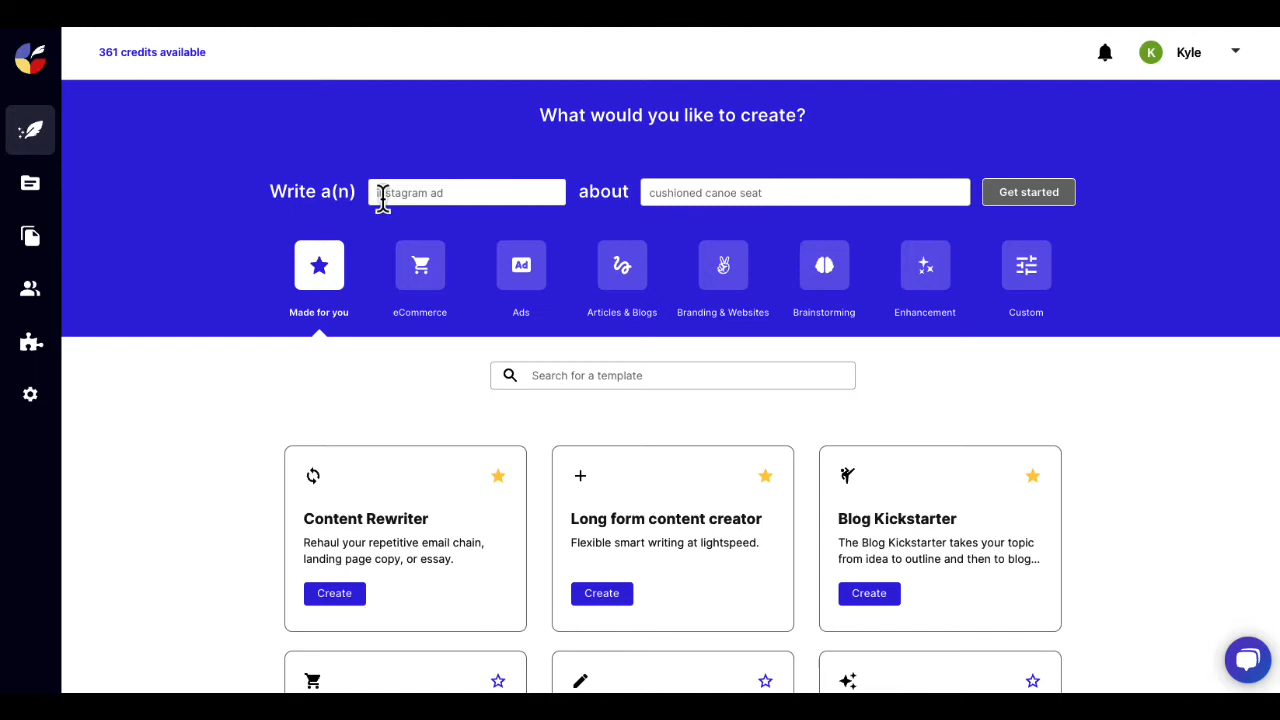 361 credits available
K
Kyle
What would you like to create?
Write a(n)
instagram ad
about
cushioned canoe seat
Get started
Ad
Made for you
eCommerce
Ads
Articles & Blogs
Branding & Websites
Brainstorming
Enhancement
Custom
Search for a template
Content Rewriter
Rehaul your repetitive email chain,
landing page copy, or essay.
Create
Long form content creator
Flexible smart writing at lightspeed.
Create
Blog Kickstarter
The Blog Kickstarter takes your topic
from idea to outline and then to blog...
Create